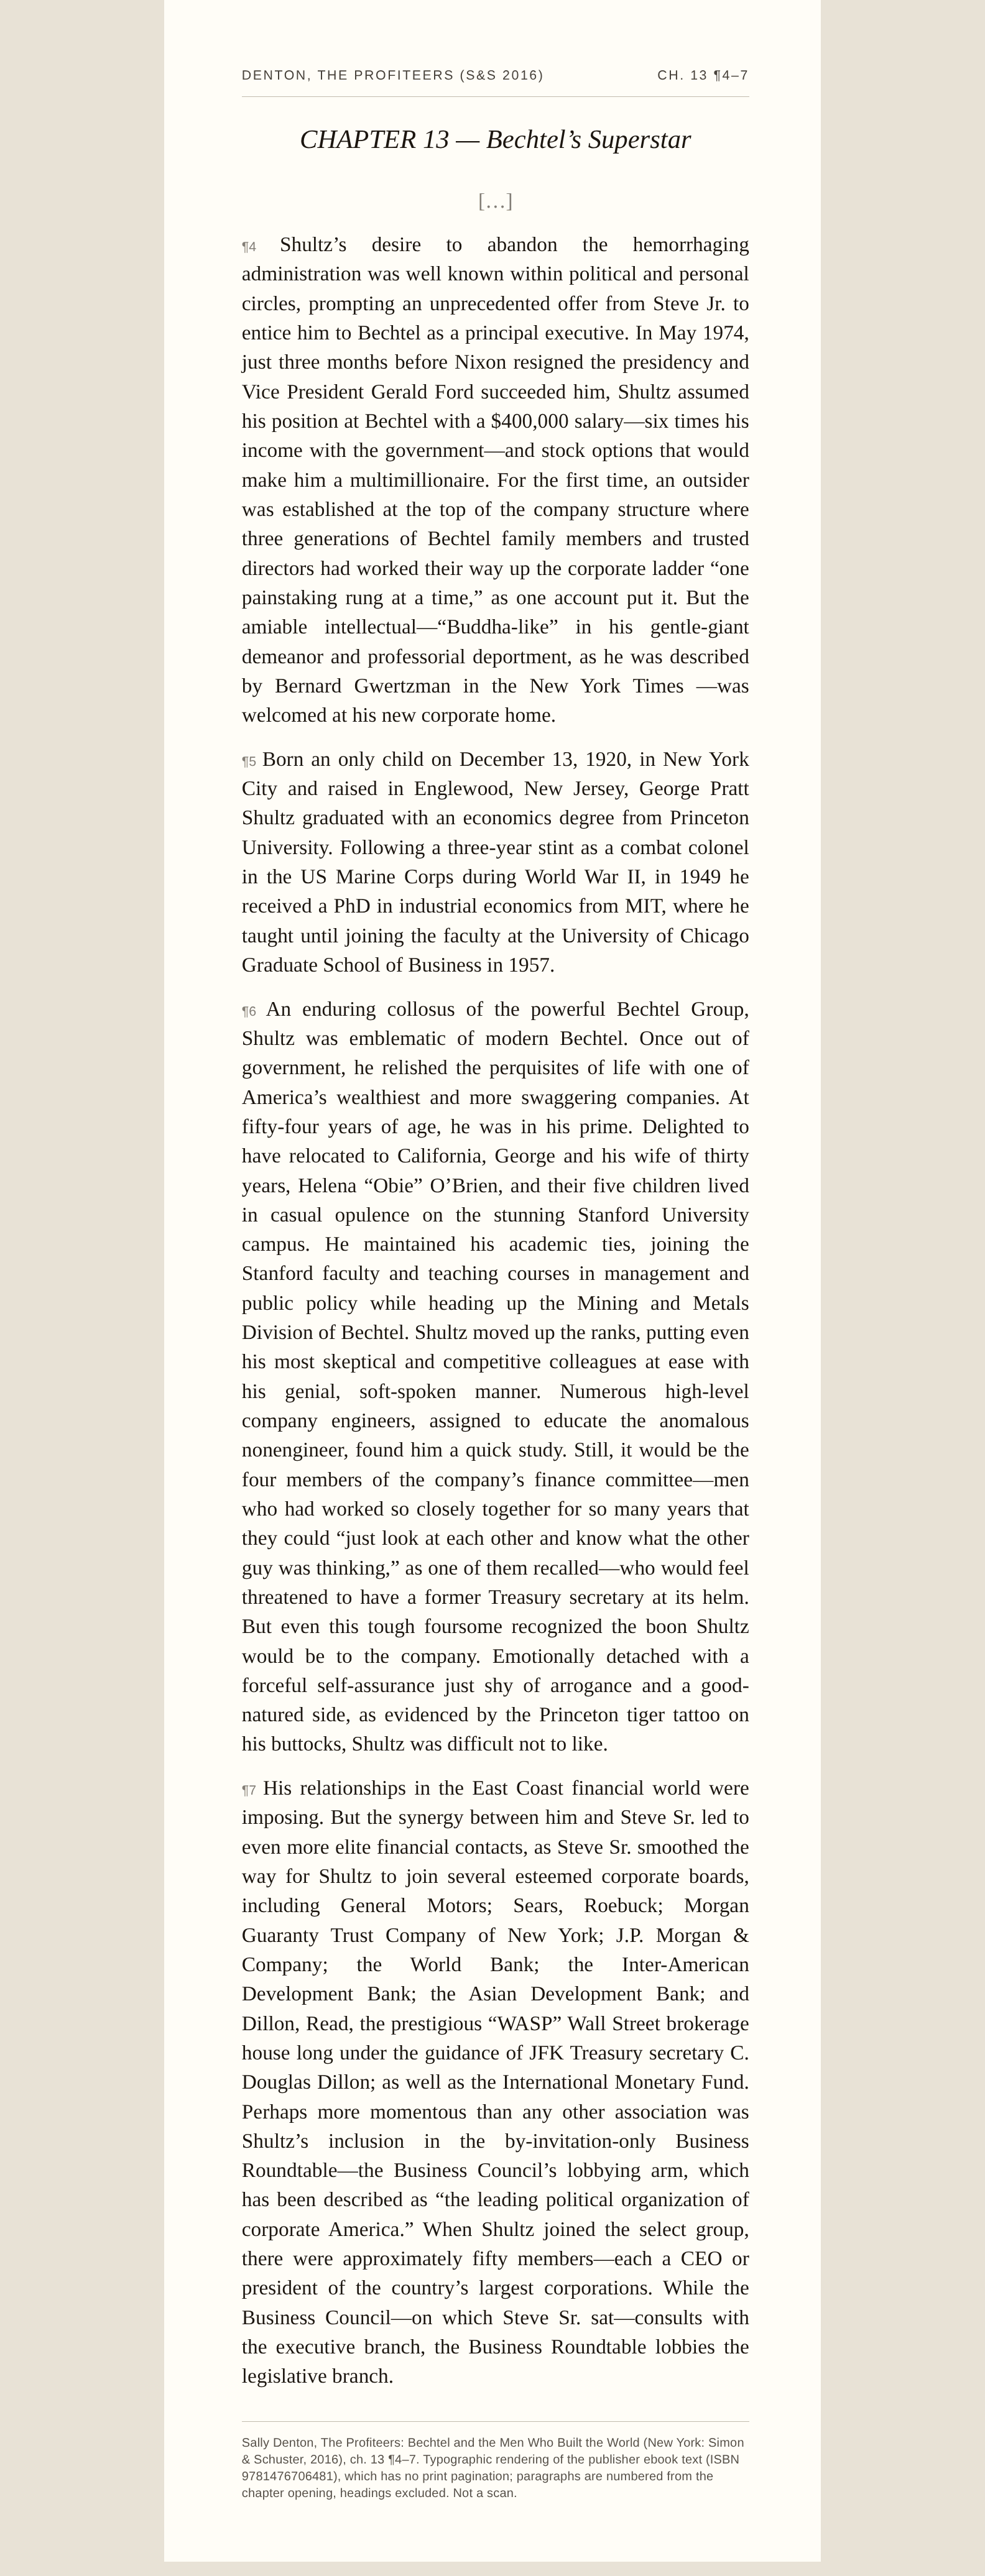 DENTON, THE PROFITEERS (S&S 2016) CH. 13 ¶4–7
CHAPTER 13 — Bechtel’s Superstar
[…]
¶4 Shultz’s desire to abandon the hemorrhaging
administration was well known within political and personal
circles, prompting an unprecedented offer from Steve Jr. to
entice him to Bechtel as a principal executive. In May 1974,
just three months before Nixon resigned the presidency and
Vice President Gerald Ford succeeded him, Shultz assumed
his position at Bechtel with a $400,000 salary—six times his
income with the government—and stock options that would
make him a multimillionaire. For the first time, an outsider
was established at the top of the company structure where
three generations of Bechtel family members and trusted
directors had worked their way up the corporate ladder “one
painstaking rung at a time,” as one account put it. But the
amiable intellectual—“Buddha-like” in his gentle-giant
demeanor and professorial deportment, as he was described
by Bernard Gwertzman in the New York Times —was
welcomed at his new corporate home.
¶5 Born an only child on December 13, 1920, in New York
City and raised in Englewood, New Jersey, George Pratt
Shultz graduated with an economics degree from Princeton
University. Following a three-year stint as a combat colonel
in the US Marine Corps during World War II, in 1949 he
received a PhD in industrial economics from MIT, where he
taught until joining the faculty at the University of Chicago
Graduate School of Business in 1957.
¶6 An enduring collosus of the powerful Bechtel Group,
Shultz was emblematic of modern Bechtel. Once out of
government, he relished the perquisites of life with one of
America’s wealthiest and more swaggering companies. At
fifty-four years of age, he was in his prime. Delighted to
have relocated to California, George and his wife of thirty
years, Helena “Obie” O’Brien, and their five children lived
in casual opulence on the stunning Stanford University
campus. He maintained his academic ties, joining the
Stanford faculty and teaching courses in management and
public policy while heading up the Mining and Metals
Division of Bechtel. Shultz moved up the ranks, putting even
his most skeptical and competitive colleagues at ease with
his genial, soft-spoken manner. Numerous high-level
company engineers, assigned to educate the anomalous
nonengineer, found him a quick study. Still, it would be the
four members of the company’s finance committee—men
who had worked so closely together for so many years that
they could “just look at each other and know what the other
guy was thinking,” as one of them recalled—who would feel
threatened to have a former Treasury secretary at its helm.
But even this tough foursome recognized the boon Shultz
would be to the company. Emotionally detached with a
forceful self-assurance just shy of arrogance and a good-
natured side, as evidenced by the Princeton tiger tattoo on
his buttocks, Shultz was difficult not to like.
¶7 His relationships in the East Coast financial world were
imposing. But the synergy between him and Steve Sr. led to
even more elite financial contacts, as Steve Sr. smoothed the
way for Shultz to join several esteemed corporate boards,
including General Motors; Sears, Roebuck; Morgan
Guaranty Trust Company of New York; J.P. Morgan &
Company; the World Bank; the Inter-American
Development Bank; the Asian Development Bank; and
Dillon, Read, the prestigious “WASP” Wall Street brokerage
house long under the guidance of JFK Treasury secretary C.
Douglas Dillon; as well as the International Monetary Fund.
Perhaps more momentous than any other association was
Shultz’s inclusion in the by-invitation-only Business
Roundtable—the Business Council’s lobbying arm, which
has been described as “the leading political organization of
corporate America.” When Shultz joined the select group,
there were approximately fifty members—each a CEO or
president of the country’s largest corporations. While the
Business Council—on which Steve Sr. sat—consults with
the executive branch, the Business Roundtable lobbies the
legislative branch.
Sally Denton, The Profiteers: Bechtel and the Men Who Built the World (New York: Simon
& Schuster, 2016), ch. 13 ¶4–7. Typographic rendering of the publisher ebook text (ISBN
9781476706481), which has no print pagination; paragraphs are numbered from the
chapter opening, headings excluded. Not a scan.